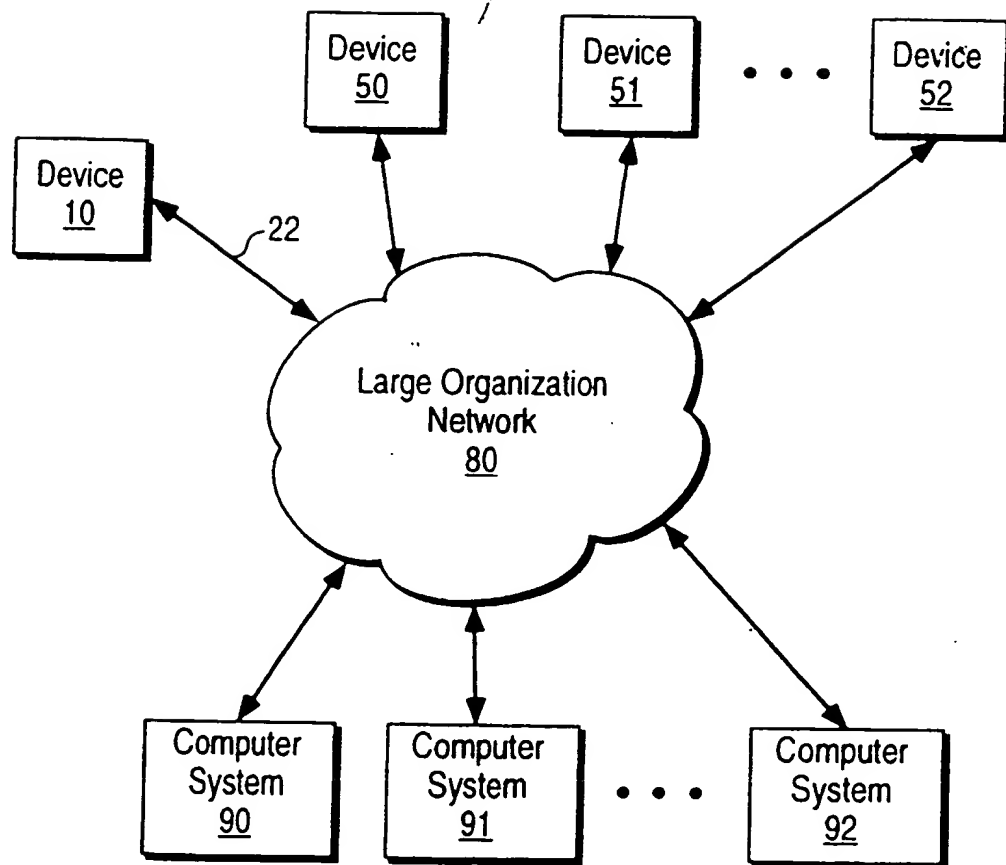 Device
50
Device
51
Device
52
Device
10
22
Large Organization
Network
80
Computer
System
90
Computer
System
91
Computer
System
92